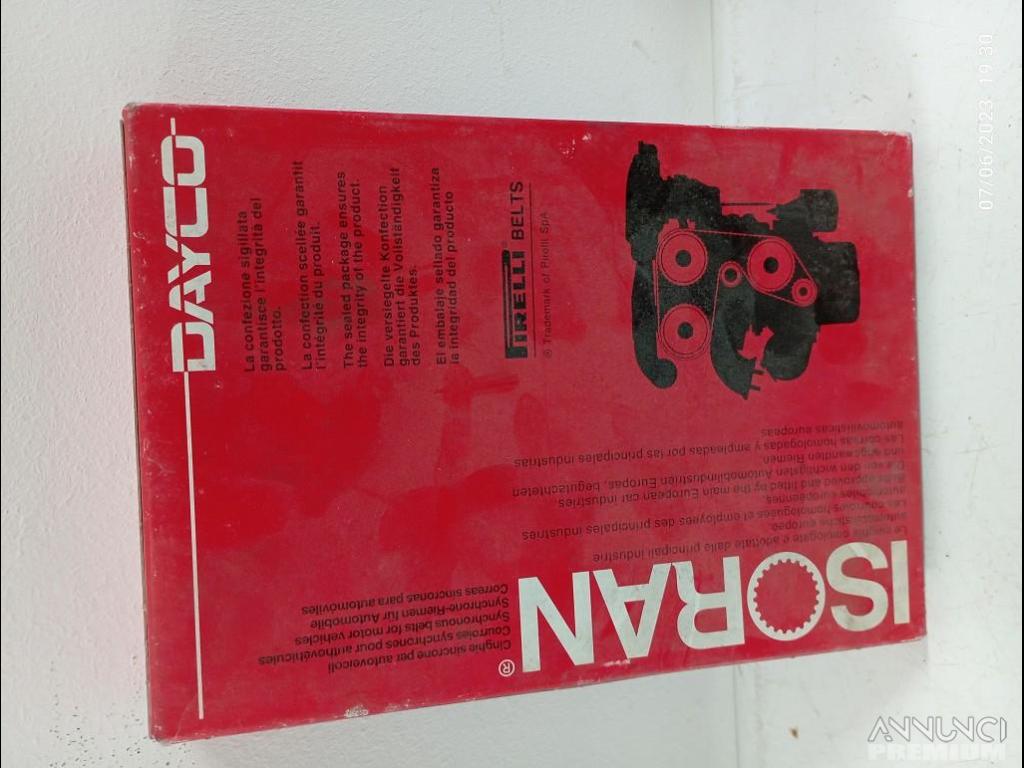 DAYCO
La confezione sigillata
garantisce l'integrità del
prodotto.
La confection scellée garantit
l'intégrité du produit.
The sealed package ensures
the integrity of the product.
Die versiegelte Konfection
garantiert die Vollständigkeit
des Produktes.
El embalaje sellado garantiza
la integridad del producto
PIRELLI® BELTS
® Trademark of Pirelli SpA
ISORAN®
Cinghie sincrone per autoveicoli
Courroies synchrones pour authovéhicules
Synchronous belts for motor vehicles
Synchrone-Riemen für Automobile
Correas sincronas para automóviles
Le cinghie omologate e adottate dalle principali industrie
automobilistiche europee
Les courroies homologuées et employées des principales industries
automobiles européennes.
Belts approved and fitted by the main European car industries.
Die von den wichtigsten Automobilindustrien Europas, begutachteten
und angewandten Riemen.
Las correas homologadas y empleadas por las principales industrias
automovilísticas europeas
07/06/2023 19:30
ANNUNCI
PREMIUM